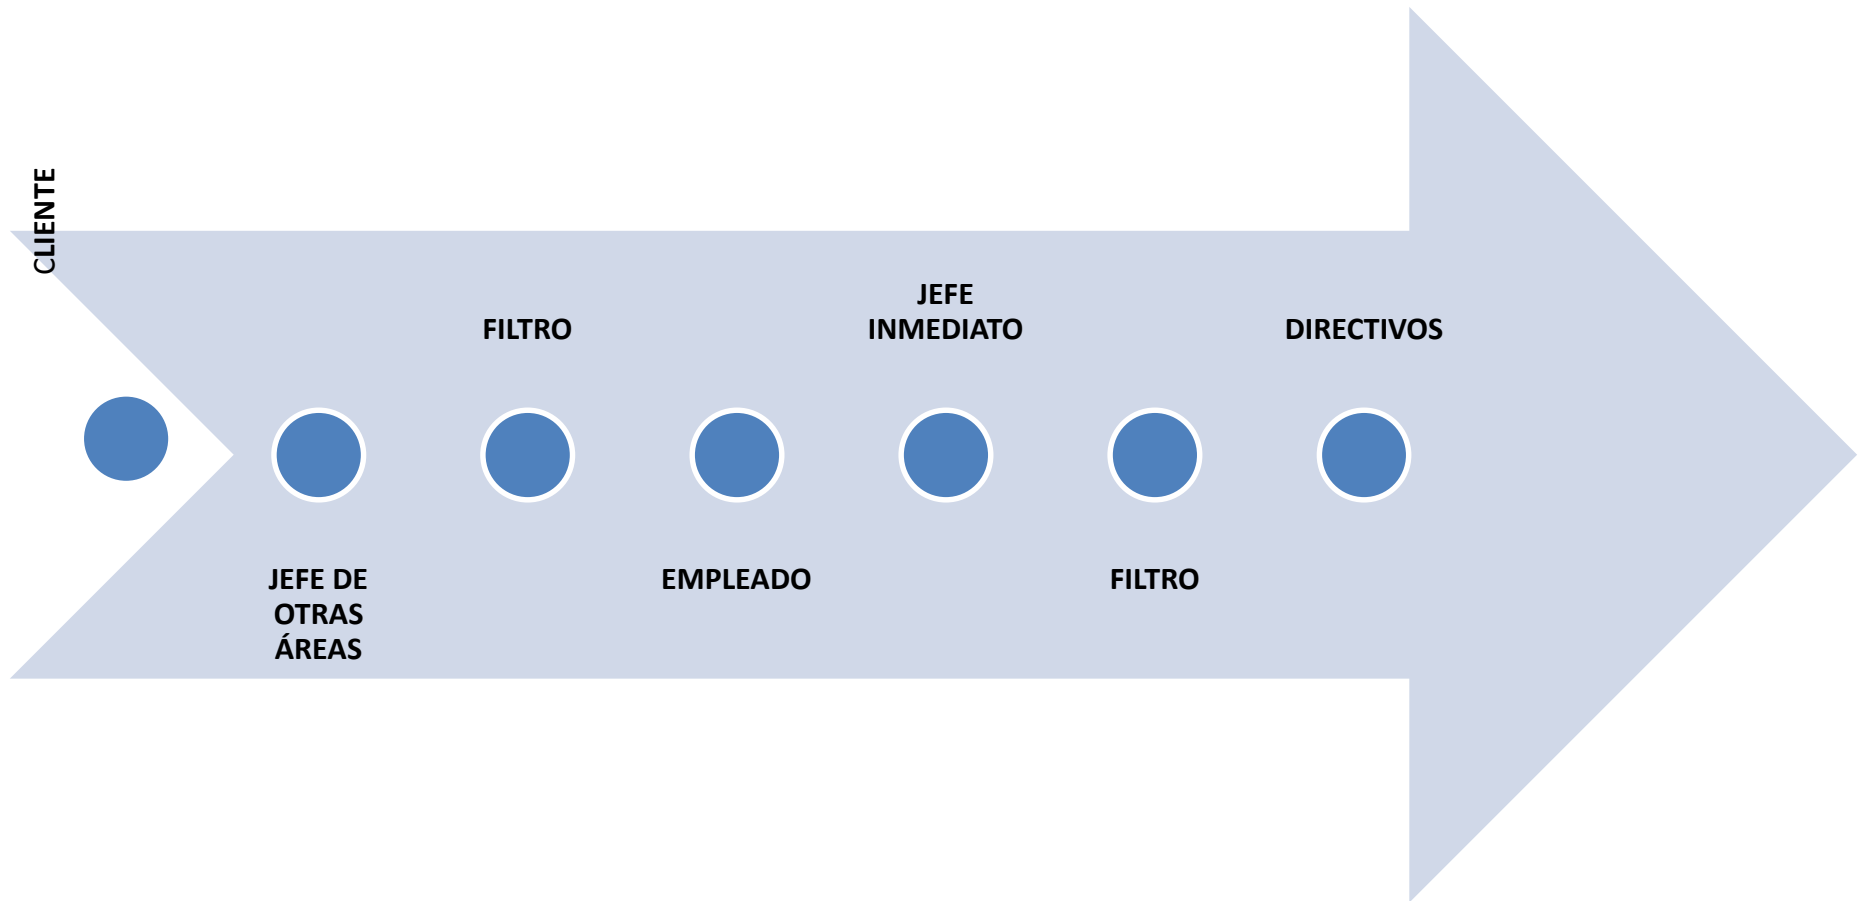 CLIENTE
JEFE DE
OTRAS
ÁREAS
FILTRO
EMPLEADO
JEFE
INMEDIATO
FILTRO
DIRECTIVOS